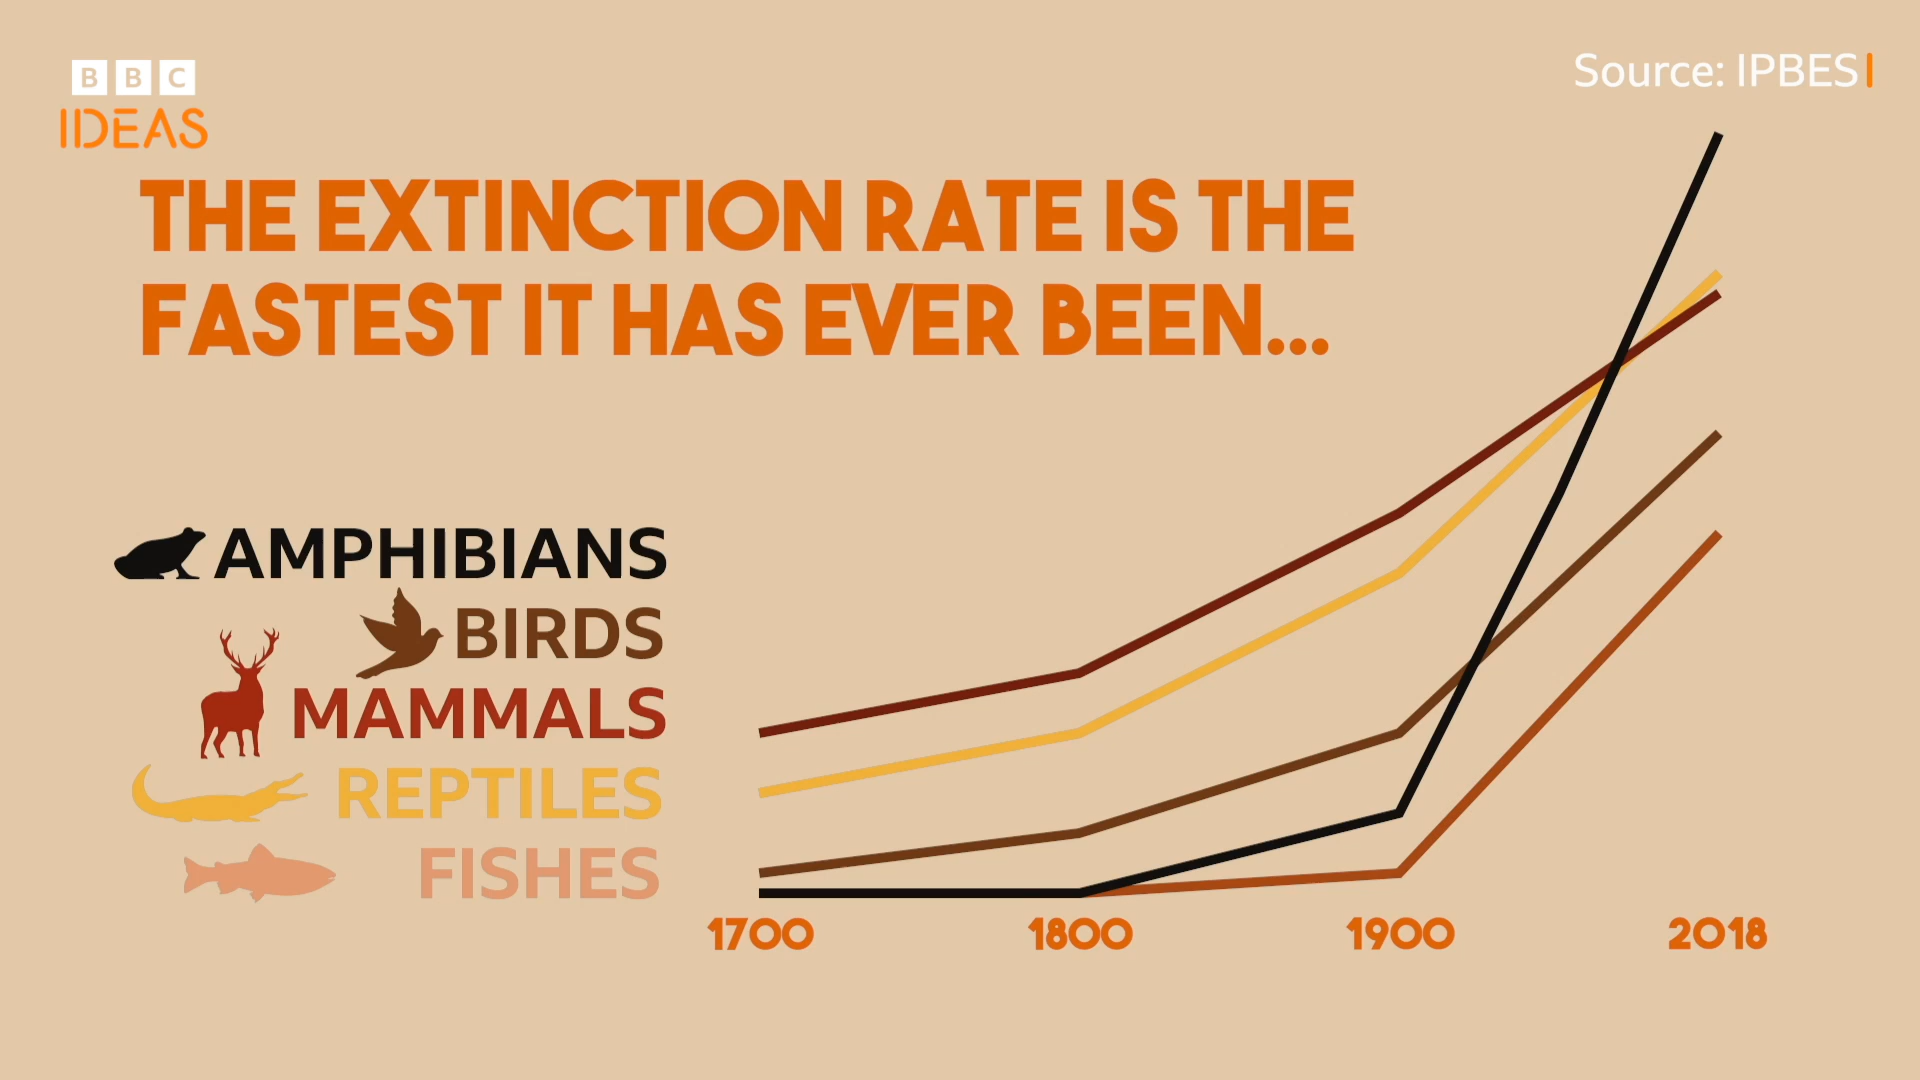 BBC
IDEAS
Source: IPBES
THE EXTINCTION RATE IS THE
FASTEST IT HAS EVER BEEN...
AMPHIBIANS
BIRDS
MAMMALS
REPTILES
FISHES
1700 1800 1900 2018